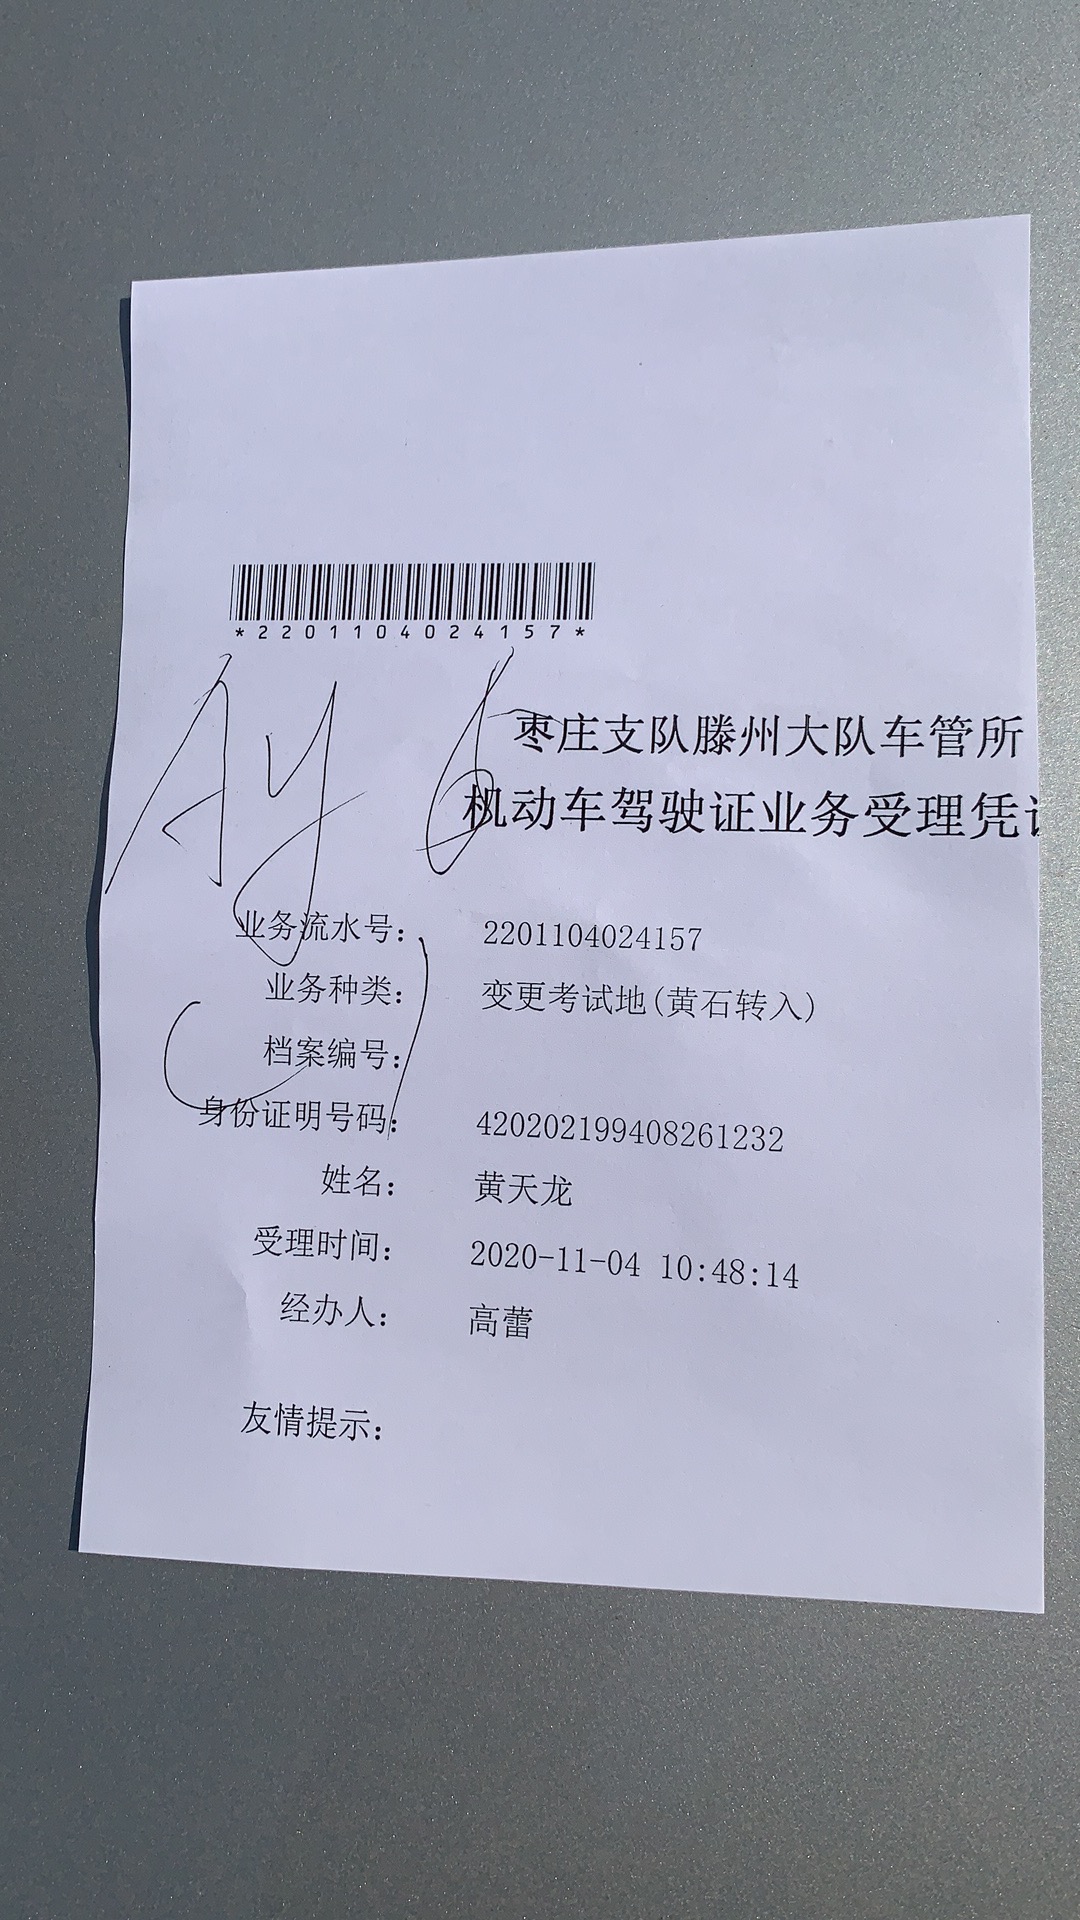 *2201104024157*
枣庄支队滕州大队车管所
机动车驾驶证业务受理凭
业务流水号： 2201104024157
业务种类： 变更考试地(黄石转入)
档案编号：
身份证明号码： 420202199408261232
姓名： 黄天龙
受理时间： 2020-11-04 10:48:14
经办人： 高蕾
友情提示：